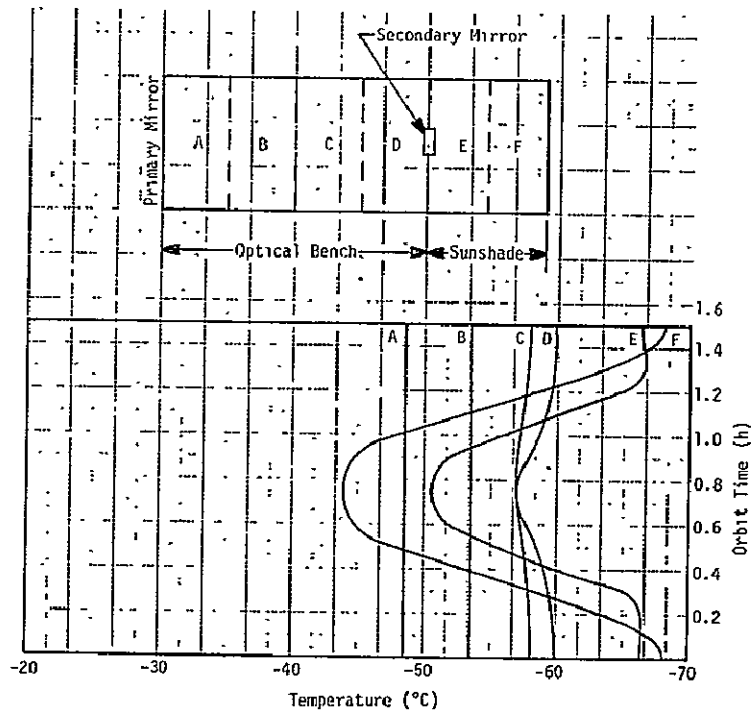 Secondary Mirror
Primary Mirror
A B C D E F
Optical Bench
Sunshade
1.6
A B C D E F
1.4
1.2
1.0
0.8
0.6
0.4
0.2
Orbit Time (h)
-20 -30 -40 -50 -60 -70
Temperature (°C)